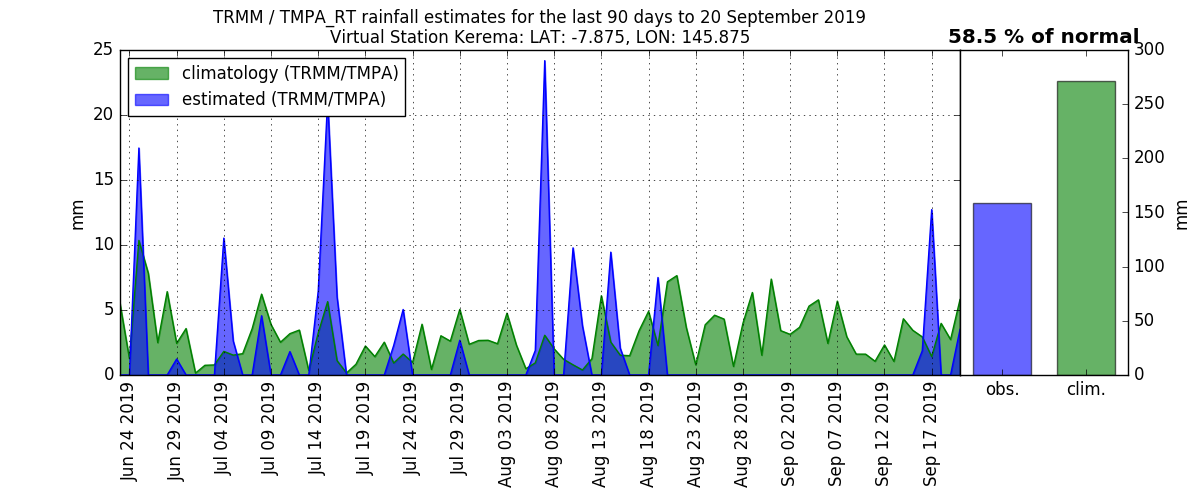 TRMM / TMPA_RT rainfall estimates for the last 90 days to 20 September 2019
Virtual Station Kerema: LAT: -7.875, LON: 145.875
58.5 % of normal
climatology (TRMM/TMPA)
estimated (TRMM/TMPA)
25
20
15
10
5
0
mm
Jun 24 2019
Jun 29 2019
Jul 04 2019
Jul 09 2019
Jul 14 2019
Jul 19 2019
Jul 24 2019
Jul 29 2019
Aug 03 2019
Aug 08 2019
Aug 13 2019
Aug 18 2019
Aug 23 2019
Aug 28 2019
Sep 02 2019
Sep 07 2019
Sep 12 2019
Sep 17 2019
obs.
clim.
300
250
200
150
100
50
0
mm